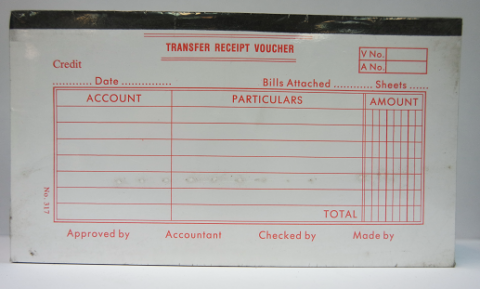 TRANSFER RECEIPT VOUCHER
V No.
A No.
Credit
............ Date ............... Bills Attached ............ Sheets ......
ACCOUNT PARTICULARS AMOUNT
No. 317
TOTAL
Approved by Accountant Checked by Made by